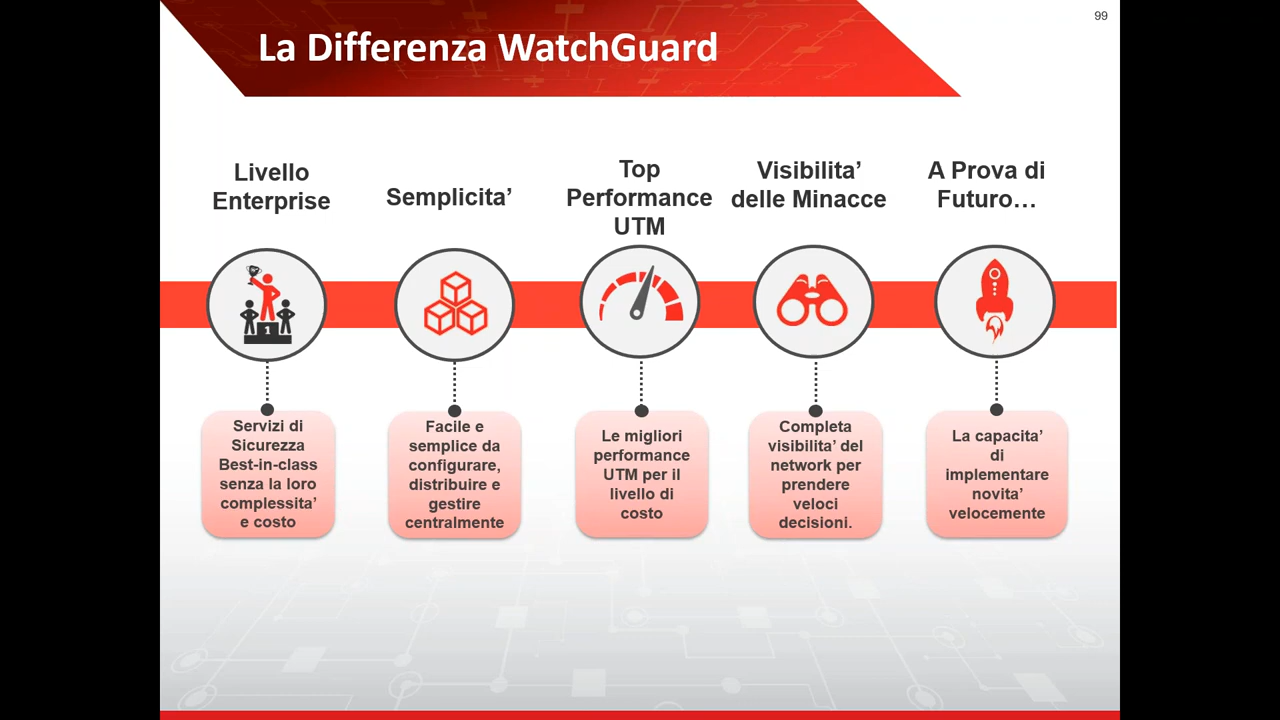 99
La Differenza WatchGuard
Livello
Enterprise
Semplicita’
Top
Performance
UTM
Visibilita’
delle Minacce
A Prova di
Futuro…
1
Servizi di
Sicurezza
Best-in-class
senza la loro
complessita’
e costo
Facile e
semplice da
configurare,
distribuire e
gestire
centralmente
Le migliori
performance
UTM per il
livello di
costo
Completa
visibilita’ del
network per
prendere
veloci
decisioni.
La capacita’
di
implementare
novita’
velocemente